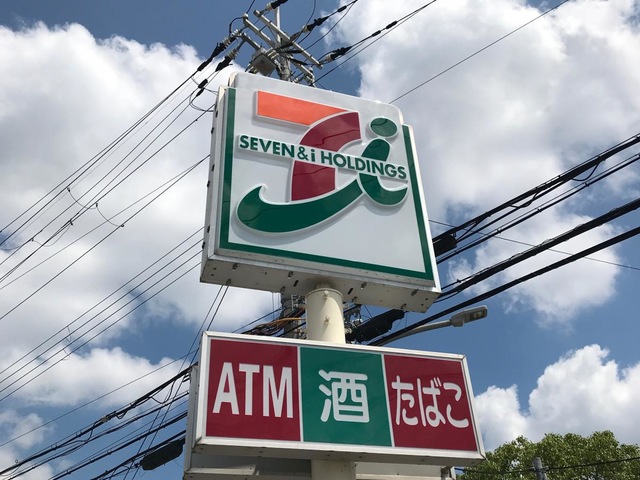 SEVEN&i HOLDINGS
ATM 酒 たばこ